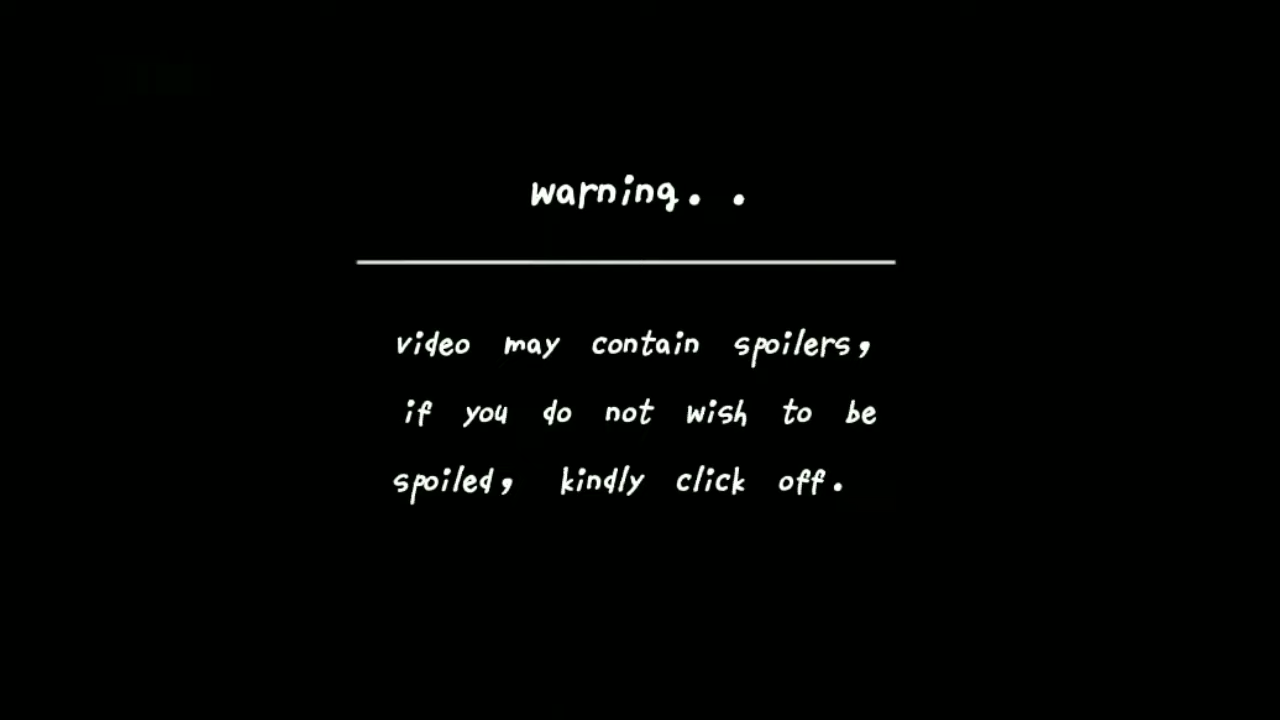 warning. .
video may contain spoilers,
if you do not wish to be
spoiled, kindly click off.